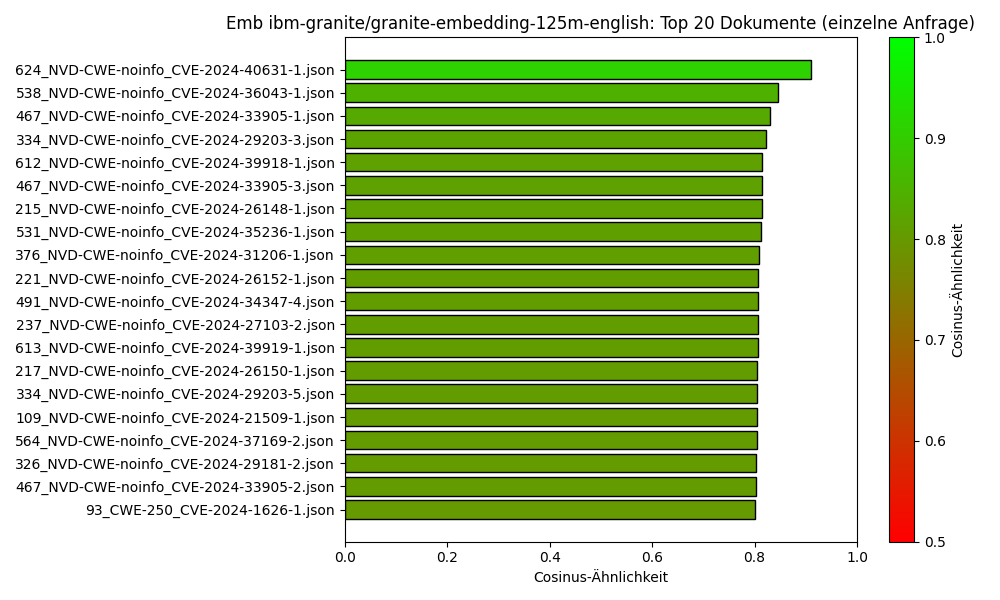 Emb ibm-granite/granite-embedding-125m-english: Top 20 Dokumente (einzelne Anfrage)
624_NVD-CWE-noinfo_CVE-2024-40631-1.json
538_NVD-CWE-noinfo_CVE-2024-36043-1.json
467_NVD-CWE-noinfo_CVE-2024-33905-1.json
334_NVD-CWE-noinfo_CVE-2024-29203-3.json
612_NVD-CWE-noinfo_CVE-2024-39918-1.json
467_NVD-CWE-noinfo_CVE-2024-33905-3.json
215_NVD-CWE-noinfo_CVE-2024-26148-1.json
531_NVD-CWE-noinfo_CVE-2024-35236-1.json
376_NVD-CWE-noinfo_CVE-2024-31206-1.json
221_NVD-CWE-noinfo_CVE-2024-26152-1.json
491_NVD-CWE-noinfo_CVE-2024-34347-4.json
237_NVD-CWE-noinfo_CVE-2024-27103-2.json
613_NVD-CWE-noinfo_CVE-2024-39919-1.json
217_NVD-CWE-noinfo_CVE-2024-26150-1.json
334_NVD-CWE-noinfo_CVE-2024-29203-5.json
109_NVD-CWE-noinfo_CVE-2024-21509-1.json
564_NVD-CWE-noinfo_CVE-2024-37169-2.json
326_NVD-CWE-noinfo_CVE-2024-29181-2.json
467_NVD-CWE-noinfo_CVE-2024-33905-2.json
93_CWE-250_CVE-2024-1626-1.json
0.0 0.2 0.4 0.6 0.8 1.0
Cosinus-Ähnlichkeit
1.0
0.9
0.8
0.7
0.6
0.5
Cosinus-Ähnlichkeit